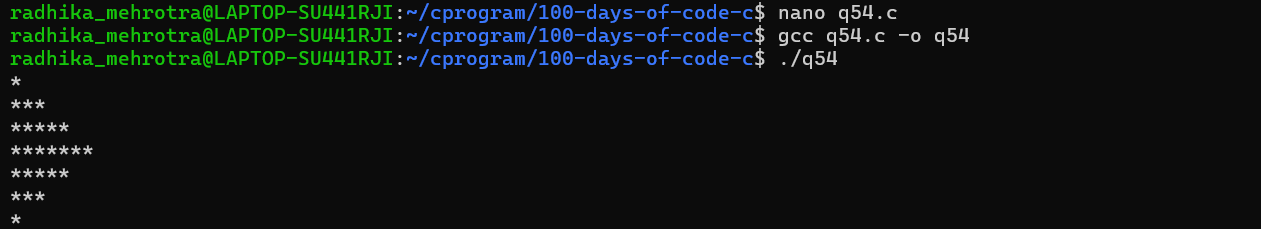 radhika_mehrotra@LAPTOP-SU441RJI:~/cprogram/100-days-of-code-c$ nano q54.c
radhika_mehrotra@LAPTOP-SU441RJI:~/cprogram/100-days-of-code-c$ gcc q54.c -o q54
radhika_mehrotra@LAPTOP-SU441RJI:~/cprogram/100-days-of-code-c$ ./q54
*
***
*****
*******
*****
***
*